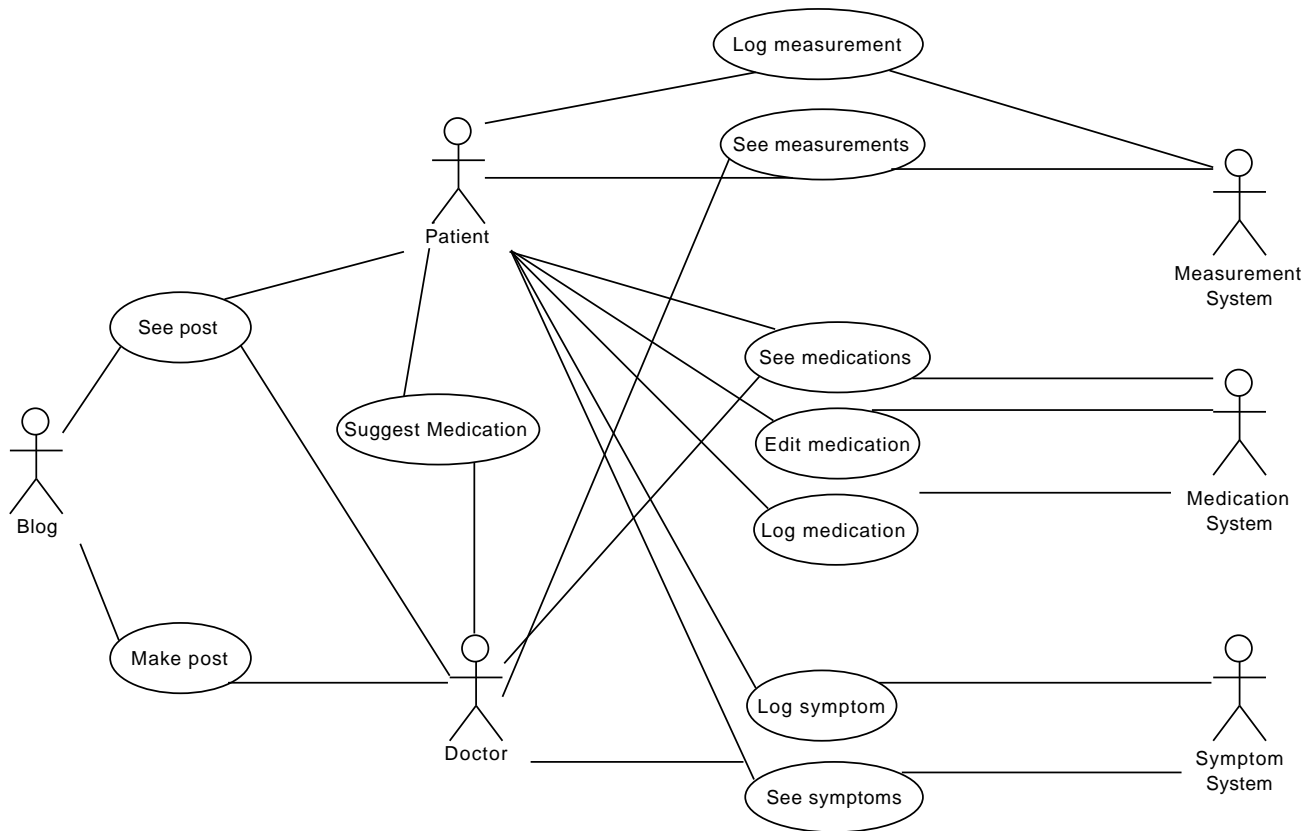 Log measurement
See measurements
Patient
Measurement
System
See post
See medications
Suggest Medication
Edit medication
Blog
Medication
System
Log medication
Make post
Log symptom
Doctor
Symptom
System
See symptoms